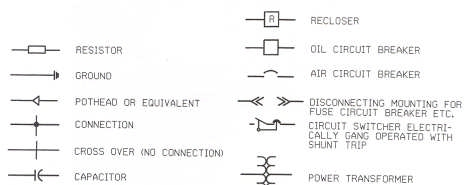 R RECLOSER
RESISTOR
OIL CIRCUIT BREAKER
GROUND
AIR CIRCUIT BREAKER
POTHEAD OR EQUIVALENT
DISCONNECTING MOUNTING FOR
FUSE CIRCUIT BREAKER ETC.
CONNECTION
CIRCUIT SWITCHER ELECTRI-
CALLY GANG OPERATED WITH
SHUNT TRIP
CROSS OVER (NO CONNECTION)
CAPACITOR
POWER TRANSFORMER